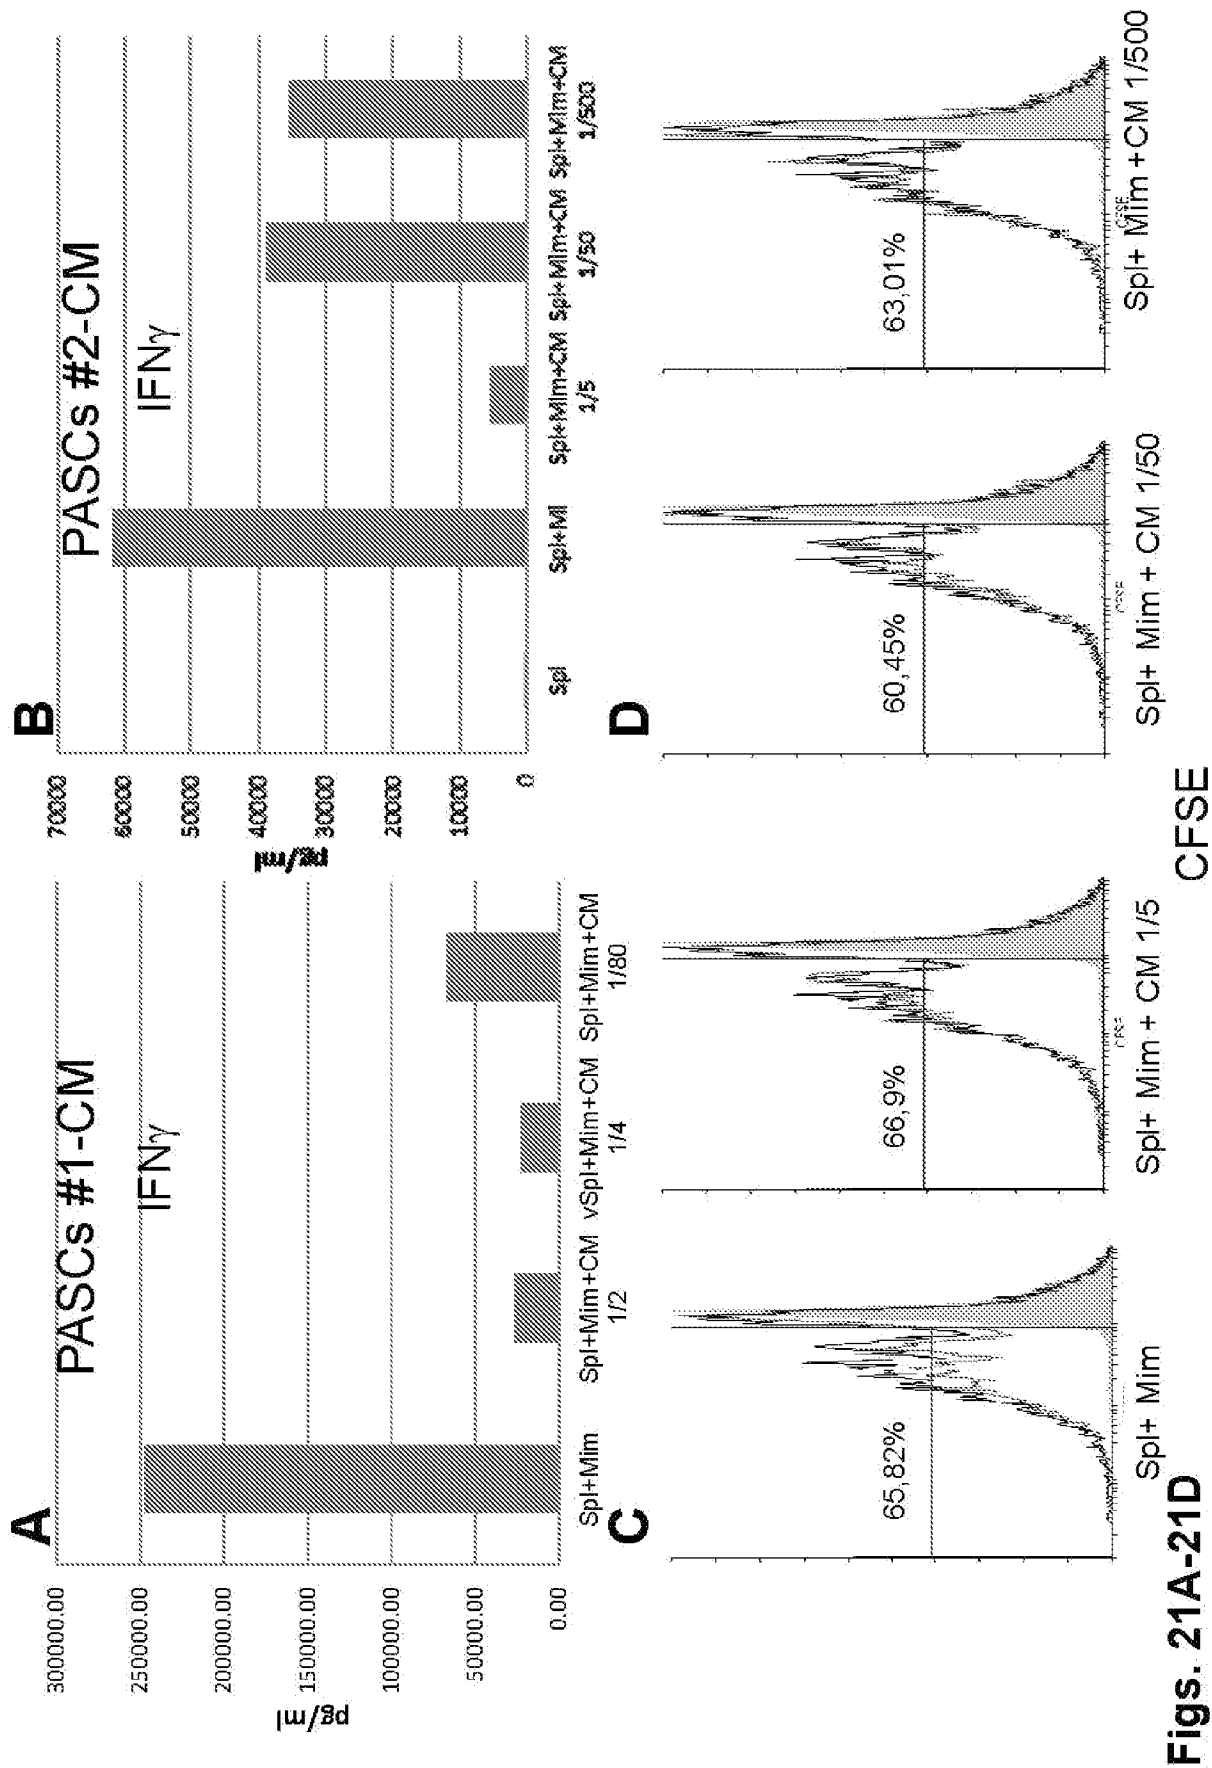 A
PASCs #1-CM
IFNγ
300000.00
250000.00
200000.00
150000.00
100000.00
50000.00
0.00
pg/ml
Spl+Mim
Spl+Mim+CM
1/2
vSpl+Mim+CM
1/4
Spl+Mim+CM
1/80
B
PASCs #2-CM
IFNγ
70000
60000
50000
40000
30000
20000
10000
0
pg/ml
Spl
Spl+MI
Spl+MIm+CM
1/5
Spl+MIm+CM
1/50
Spl+MIm+CM
1/500
C
65,82%
Spl+ Mim
66,9%
CFSE
Spl+ Mim + CM 1/5
D
60,45%
CFSE
Spl+ Mim + CM 1/50
63,01%
CFSE
Spl+ Mim +CM 1/500
CFSE
Figs. 21A-21D